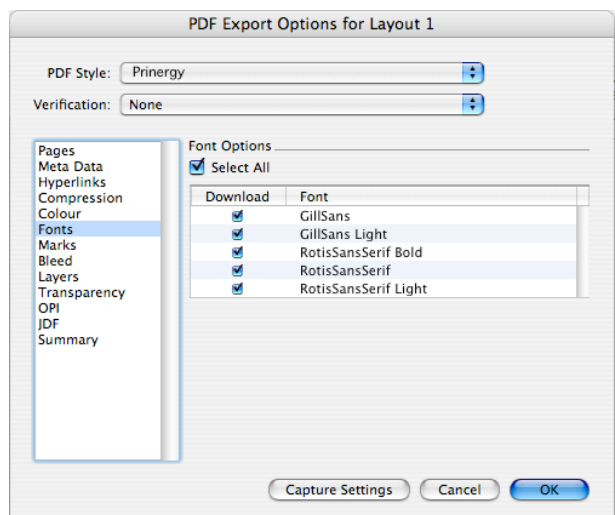 PDF Export Options for Layout 1
PDF Style: Prinergy
Verification: None
Pages
Meta Data
Hyperlinks
Compression
Colour
Fonts
Marks
Bleed
Layers
Transparency
OPI
JDF
Summary
Font Options
Select All
Download Font
GillSans
GillSans Light
RotisSansSerif Bold
RotisSansSerif
RotisSansSerif Light
Capture Settings Cancel OK